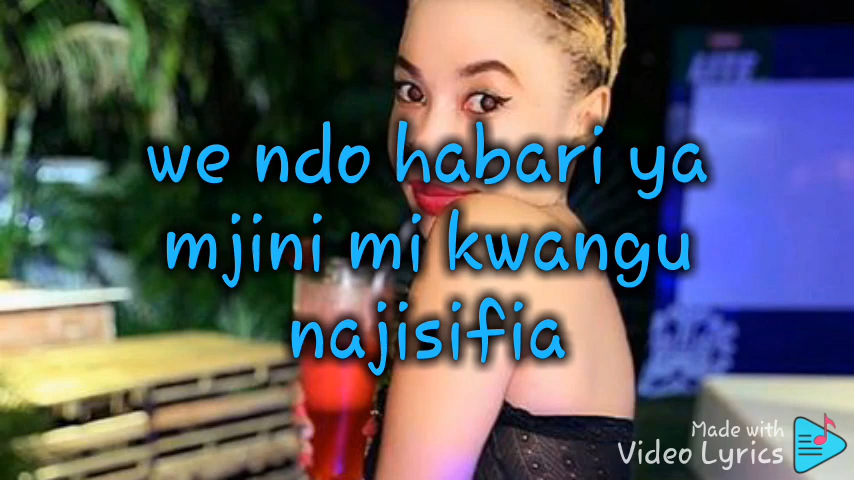 we ndo habari ya
mjini mi kwangu
najisifia
Made with
Video Lyrics